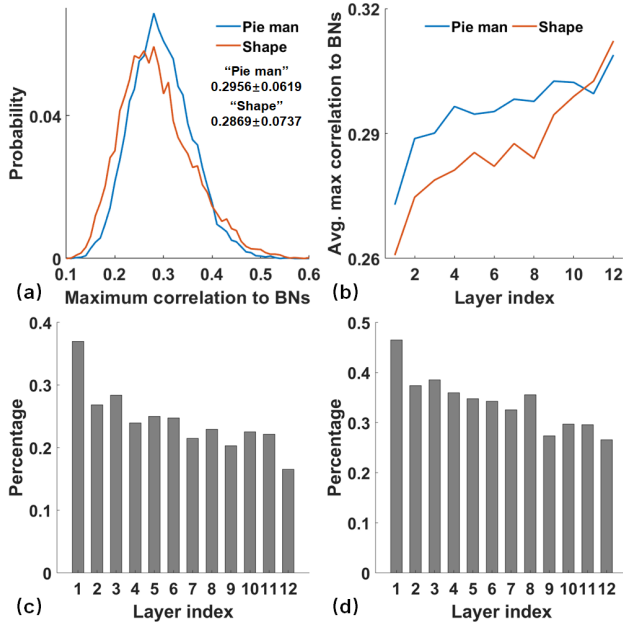 Pie man
Shape
"Pie man"
0.2956±0.0619
"Shape"
0.2869±0.0737
Probability
0.04
0
0.1 0.2 0.3 0.4 0.5 0.6
(a) Maximum correlation to BNs
Pie man Shape
Avg. max correlation to BNs
0.29
0.26
2 4 6 8 10 12
(b) Layer index
0.4
0.3
0.2
0.1
0
Percentage
1 2 3 4 5 6 7 8 9 10 11 12
(c) Layer index
0.5
0.4
0.3
0.2
0.1
0
Percentage
1 2 3 4 5 6 7 8 9 10 11 12
(d) Layer index